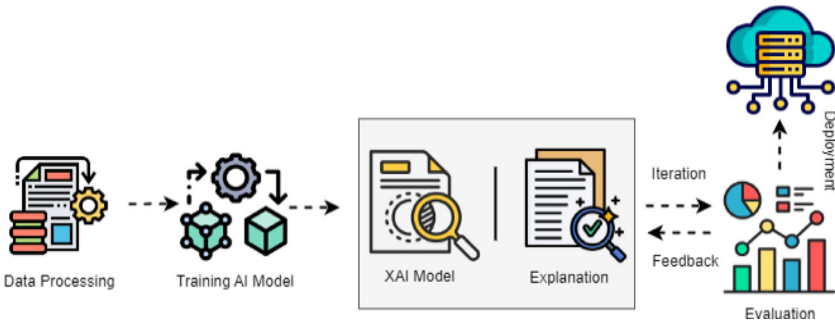 Deployment
Iteration
Feedback
Data Processing
Training AI Model
XAI Model
Explanation
Evaluation